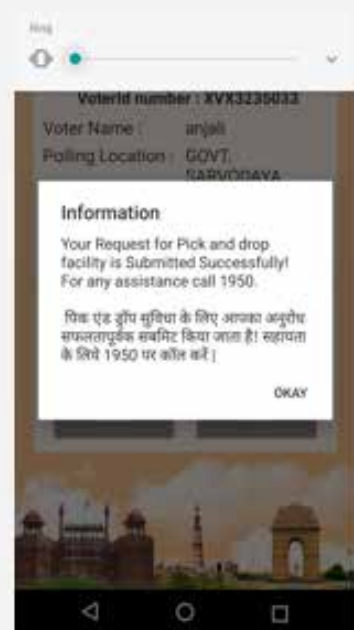 Ring
VoterId number : XVX3235033
Voter Name : anjali
Polling Location : GOVT.
SARVODAYA
Information
Your Request for Pick and drop
facility is Submitted Successfully!
For any assistance call 1950.
पिक एंड ड्रॉप सुविधा के लिए आपका अनुरोध
सफलतापूर्वक सबमिट किया जाता है! सहायता
के लिये 1950 पर कॉल करें |
OKAY